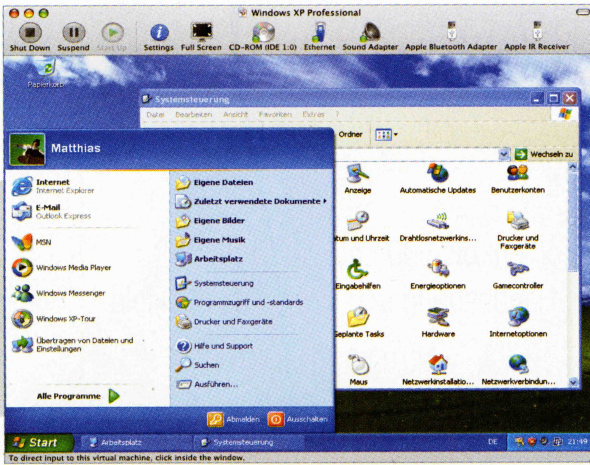 Windows XP Professional
Shut Down Suspend Start Up Settings Full Screen CD-ROM (IDE 1:0) Ethernet Sound Adapter Apple Bluetooth Adapter Apple IR Receiver
Papierkorb
Systemsteuerung
Datei Bearbeiten Ansicht Favoriten Extras ?
Ordner
Wechseln zu
Matthias
Internet
Internet Explorer
E-Mail
Outlook Express
MSN
Windows Media Player
Windows Messenger
Windows XP-Tour
Übertragen von Dateien und
Einstellungen
Alle Programme
Eigene Dateien
Zuletzt verwendete Dokumente
Eigene Bilder
Eigene Musik
Arbeitsplatz
Systemsteuerung
Programmzugriff und -standards
Drucker und Faxgeräte
Hilfe und Support
Suchen
Ausführen...
Abmelden Ausschalten
Anzeige Automatische Updates Benutzerkonten
tum und Uhrzeit Drahtlosnetzwerkins... Drucker und
Faxgeräte
Eingabehilfen Energieoptionen Gamecontroller
Geplante Tasks Hardware Internetoptionen
Maus Netzwerkinstallatio... Netzwerkverbindun...
Start Arbeitsplatz Systemsteuerung DE 21:49
To direct input to this virtual machine, click inside the window.